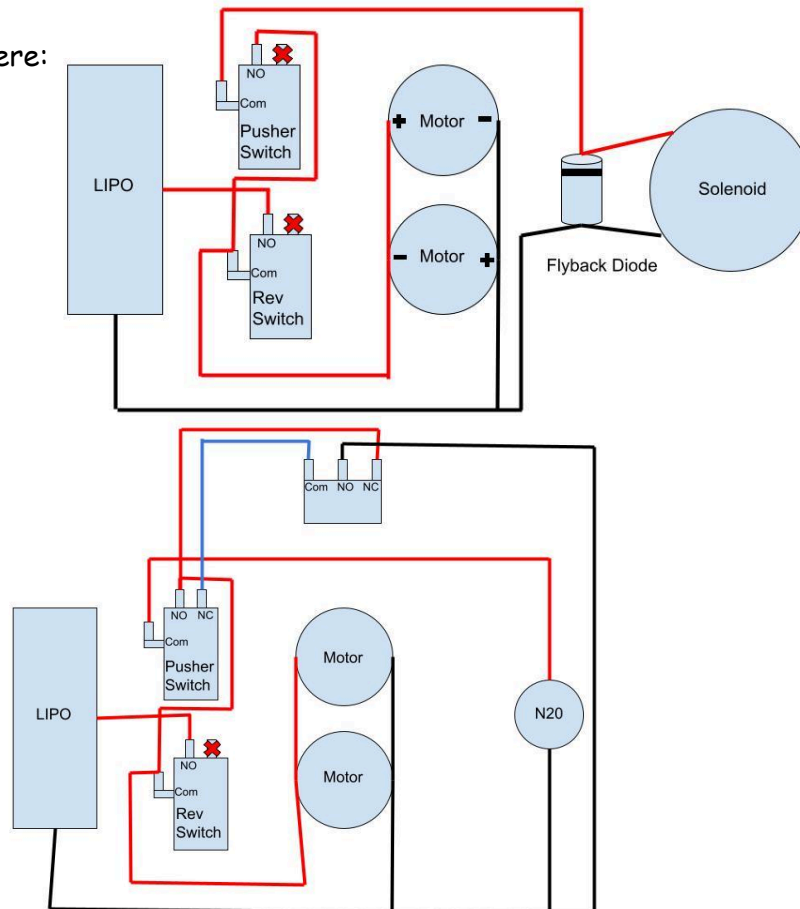 ere:
NO
Com
Pusher
Switch
+ Motor -
LIPO
Solenoid
NO
Com
Rev
Switch
- Motor +
Flyback Diode
Com NO NC
NO NC
Com
Pusher
Switch
Motor
LIPO
N20
NO
Com
Rev
Switch
Motor